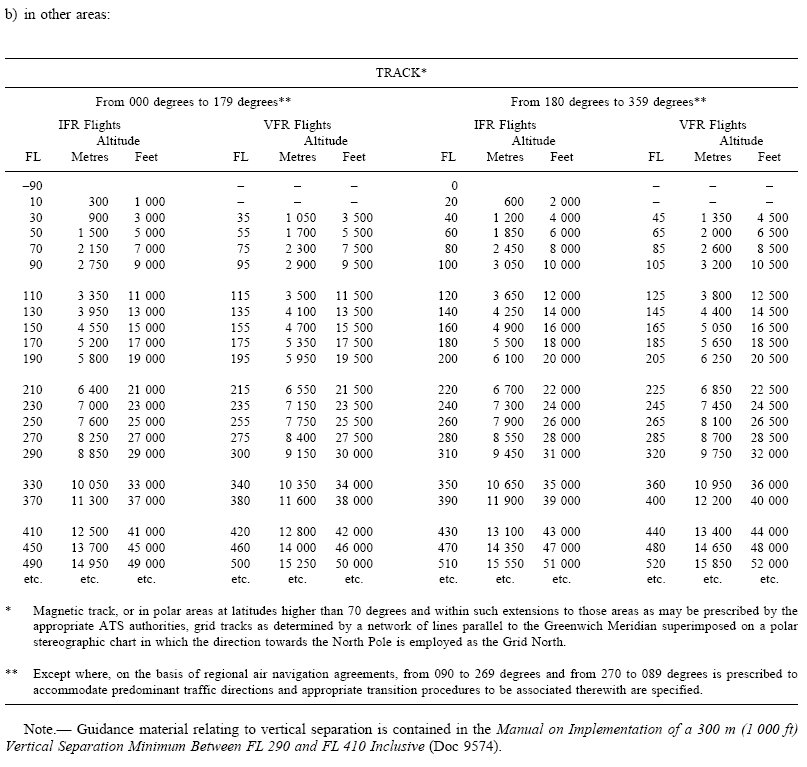 b) in other areas:
TRACK*
From 000 degrees to 179 degrees** From 180 degrees to 359 degrees**
IFR Flights VFR Flights IFR Flights VFR Flights
Altitude Altitude Altitude Altitude
FL Metres Feet FL Metres Feet FL Metres Feet FL Metres Feet
–90 – – – 0 – – –
10 300 1 000 – – – 20 600 2 000 – – –
30 900 3 000 35 1 050 3 500 40 1 200 4 000 45 1 350 4 500
50 1 500 5 000 55 1 700 5 500 60 1 850 6 000 65 2 000 6 500
70 2 150 7 000 75 2 300 7 500 80 2 450 8 000 85 2 600 8 500
90 2 750 9 000 95 2 900 9 500 100 3 050 10 000 105 3 200 10 500
110 3 350 11 000 115 3 500 11 500 120 3 650 12 000 125 3 800 12 500
130 3 950 13 000 135 4 100 13 500 140 4 250 14 000 145 4 400 14 500
150 4 550 15 000 155 4 700 15 500 160 4 900 16 000 165 5 050 16 500
170 5 200 17 000 175 5 350 17 500 180 5 500 18 000 185 5 650 18 500
190 5 800 19 000 195 5 950 19 500 200 6 100 20 000 205 6 250 20 500
210 6 400 21 000 215 6 550 21 500 220 6 700 22 000 225 6 850 22 500
230 7 000 23 000 235 7 150 23 500 240 7 300 24 000 245 7 450 24 500
250 7 600 25 000 255 7 750 25 500 260 7 900 26 000 265 8 100 26 500
270 8 250 27 000 275 8 400 27 500 280 8 550 28 000 285 8 700 28 500
290 8 850 29 000 300 9 150 30 000 310 9 450 31 000 320 9 750 32 000
330 10 050 33 000 340 10 350 34 000 350 10 650 35 000 360 10 950 36 000
370 11 300 37 000 380 11 600 38 000 390 11 900 39 000 400 12 200 40 000
410 12 500 41 000 420 12 800 42 000 430 13 100 43 000 440 13 400 44 000
450 13 700 45 000 460 14 000 46 000 470 14 350 47 000 480 14 650 48 000
490 14 950 49 000 500 15 250 50 000 510 15 550 51 000 520 15 850 52 000
etc. etc. etc. etc. etc. etc. etc. etc. etc. etc. etc. etc.
* Magnetic track, or in polar areas at latitudes higher than 70 degrees and within such extensions to those areas as may be prescribed by the
appropriate ATS authorities, grid tracks as determined by a network of lines parallel to the Greenwich Meridian superimposed on a polar
stereographic chart in which the direction towards the North Pole is employed as the Grid North.
** Except where, on the basis of regional air navigation agreements, from 090 to 269 degrees and from 270 to 089 degrees is prescribed to
accommodate predominant traffic directions and appropriate transition procedures to be associated therewith are specified.
Note.— Guidance material relating to vertical separation is contained in the Manual on Implementation of a 300 m (1 000 ft)
Vertical Separation Minimum Between FL 290 and FL 410 Inclusive (Doc 9574).